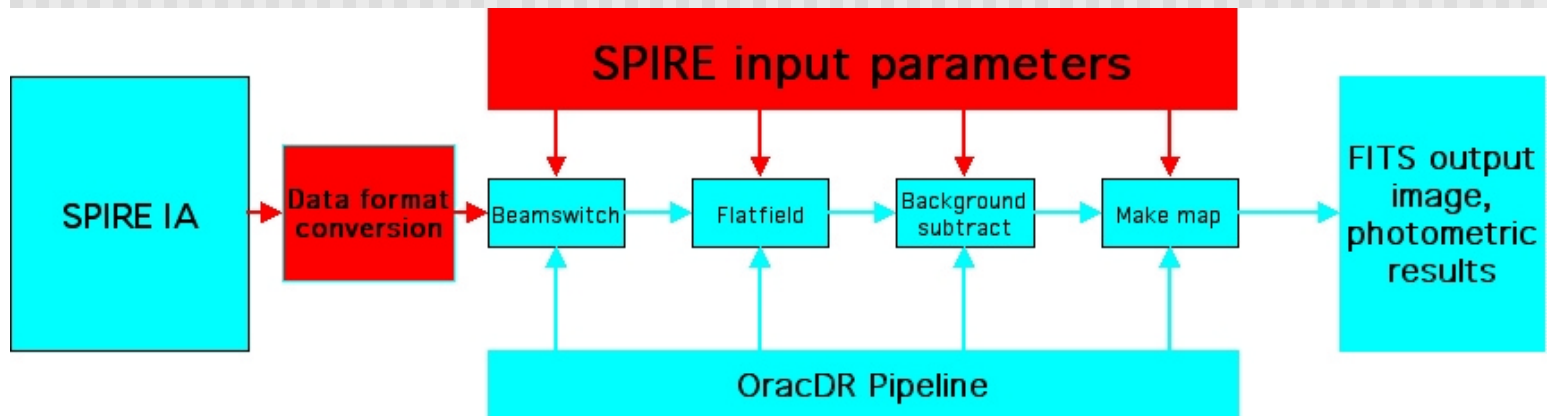 SPIRE input parameters
SPIRE IA
Data format
conversion
Beamswitch
Flatfield
Background
subtract
Make map
FITS output
image,
photometric
results
OracDR Pipeline